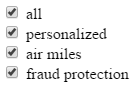 all
personalized
air miles
fraud protection